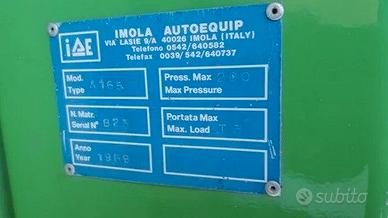 iAE
IMOLA AUTOEQUIP
VIA LASIE 9/A 40026 IMOLA (ITALY)
Telefono 0542/640582
Telefax 0039/542/640737
Mod.
Type
Press. Max
Max Pressure
N. Matr.
Serial N°
Portata Max
Max. Load
Anno
Year
subito